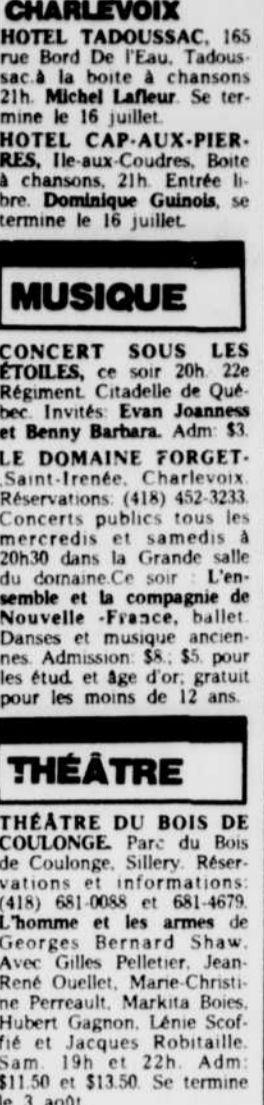 CHARLEVOIX
HOTEL TADOUSSAC, 165
rue Bord De l'Eau, Tadous-
sac.à la boite à chansons
21h. Michel Lafleur. Se ter-
mine le 16 juillet.
HOTEL CAP-AUX-PIER-
RES, Ile-aux-Coudres, Boite
à chansons, 21h. Entrée li-
bre. Dominique Guinois, se
termine le 16 juillet.
MUSIQUE
CONCERT SOUS LES
ÉTOILES, ce soir 20h. 22e
Régiment. Citadelle de Qué-
bec. Invités: Evan Joanness
et Benny Barbara. Adm: $3.
LE DOMAINE FORGET-
,Saint-Irenée, Charlevoix.
Réservations: (418) 452-3233.
Concerts publics tous les
mercredis et samedis à
20h30 dans la Grande salle
du domaine.Ce soir : L'en-
semble et la compagnie de
Nouvelle -France, ballet.
Danses et musique ancien-
nes. Admission: $8.; $5. pour
les étud. et âge d'or; gratuit
pour les moins de 12 ans.
THÉÂTRE
THÉÂTRE DU BOIS DE
COULONGE. Parc du Bois
de Coulonge, Sillery. Réser-
vations et informations:
(418) 681-0088 et 681-4679.
L'homme et les armes de
Georges Bernard Shaw.
Avec Gilles Pelletier, Jean-
René Ouellet, Marie-Christi-
ne Perreault, Markita Boies,
Hubert Gagnon, Lénie Scof-
fié et Jacques Robitaille.
Sam. 19h et 22h. Adm:
$11.50 et $13.50. Se termine
le 3 août.